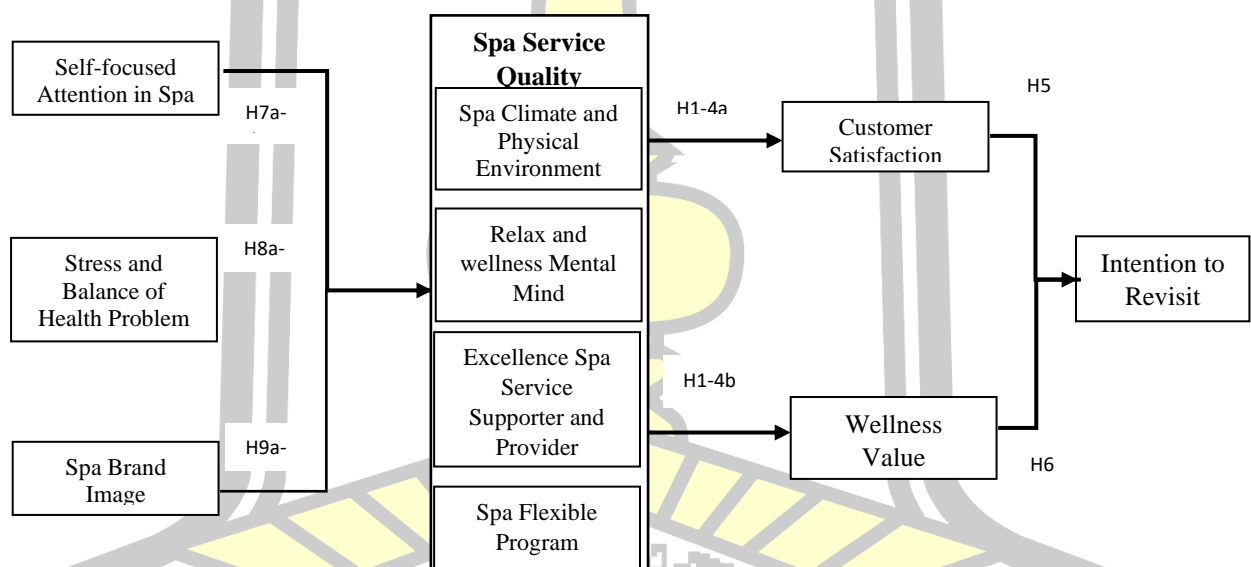 Self-focused
Attention in Spa
H7a-
Stress and
Balance of
Health Problem
H8a-
Spa Brand
Image
H9a-
Spa Service
Quality
Spa Climate and
Physical
Environment
Relax and
wellness Mental
Mind
Excellence Spa
Service
Supporter and
Provider
Spa Flexible
Program
H1-4a
H1-4b
Customer
Satisfaction
Wellness
Value
H5
H6
Intention to
Revisit